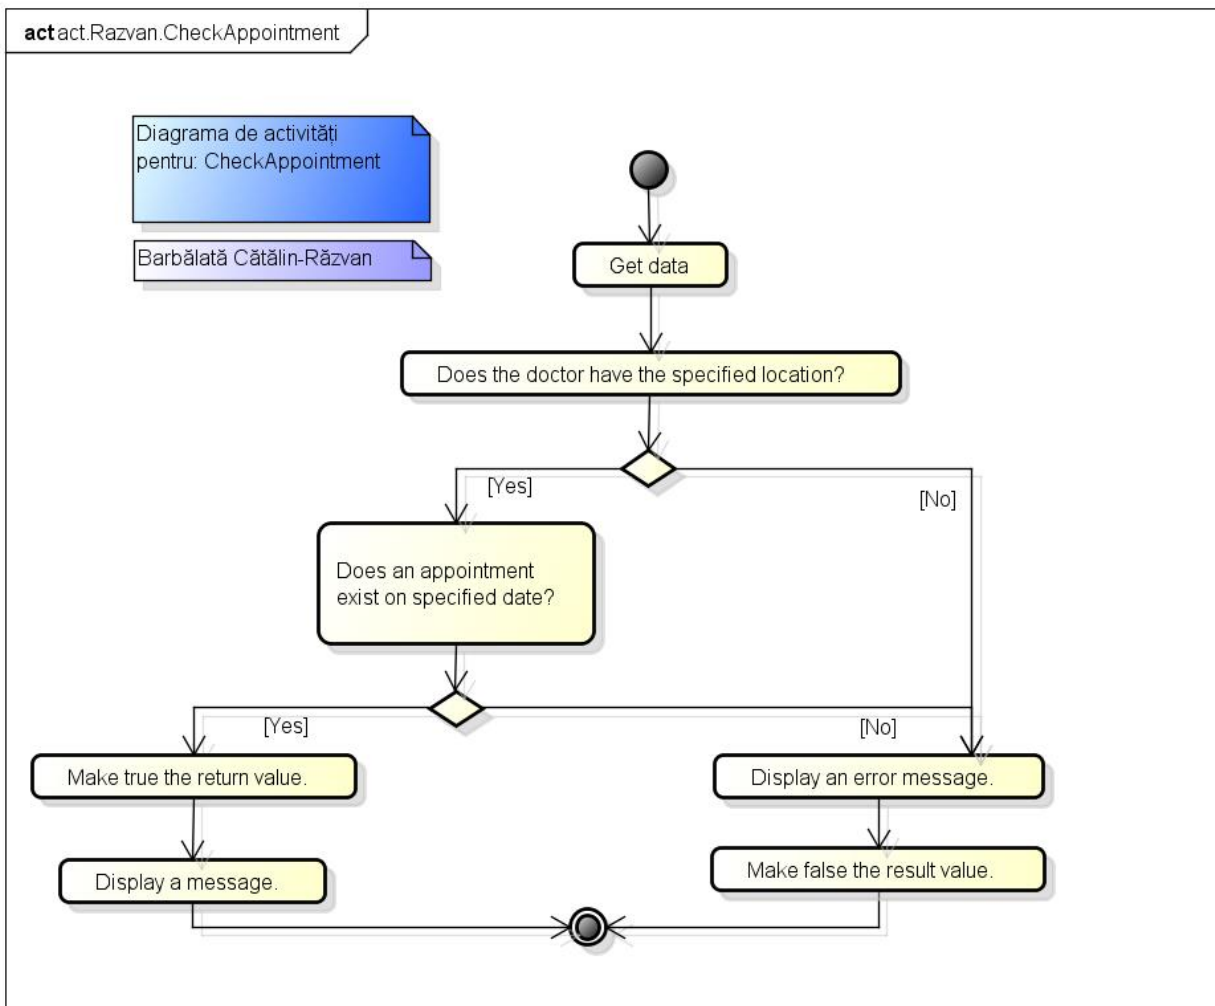 act act.Razvan.CheckAppointment
Diagrama de activități
pentru: CheckAppointment
Barbălată Cătălin-Răzvan
Get data
Does the doctor have the specified location?
[Yes]
[No]
Does an appointment
exist on specified date?
[Yes]
[No]
Make true the return value.
Display an error message.
Display a message.
Make false the result value.